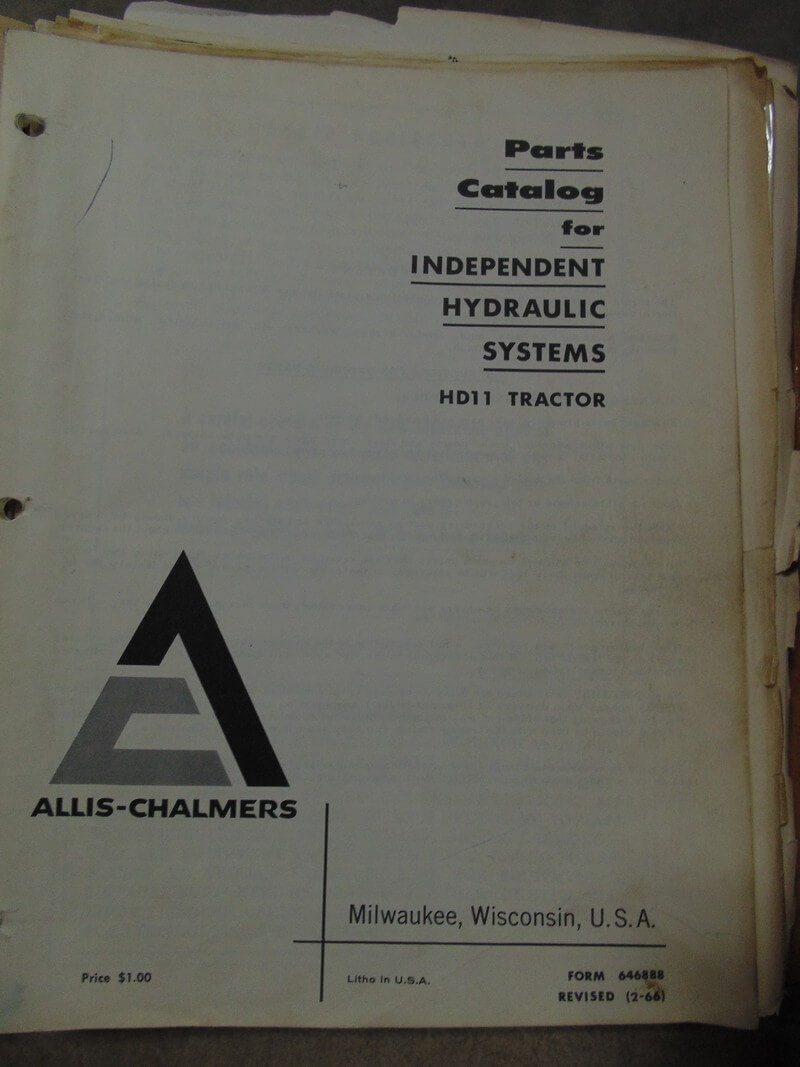 Parts
Catalog
for
INDEPENDENT
HYDRAULIC
SYSTEMS
HD11 TRACTOR
ALLIS-CHALMERS
Milwaukee, Wisconsin, U.S.A.
Price $1.00
Litho in U.S.A.
FORM 646888
REVISED (2-66)